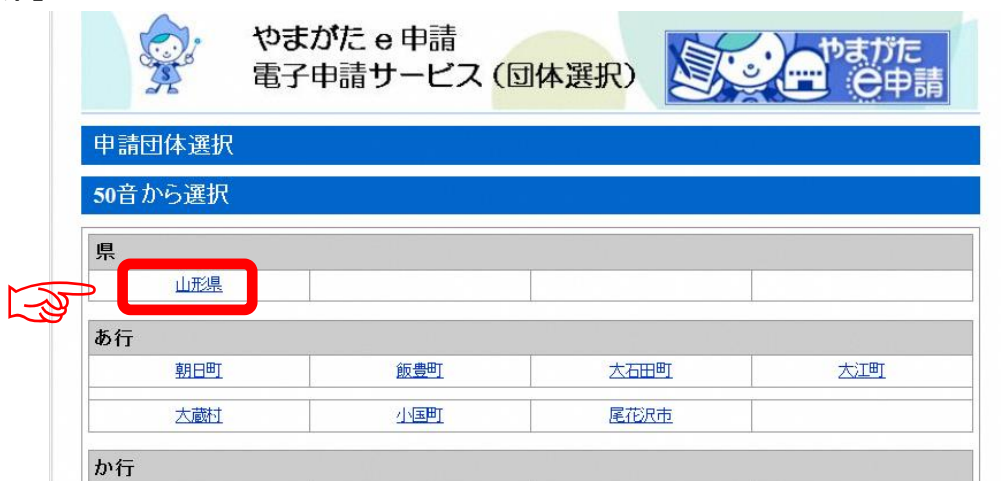 やまがた e 申請
電子申請サービス（団体選択）
やまがた
e申請
申請団体選択
50音から選択
県
山形県
あ行
朝日町 飯豊町 大石田町 大江町
大蔵村 小国町 尾花沢市
か行